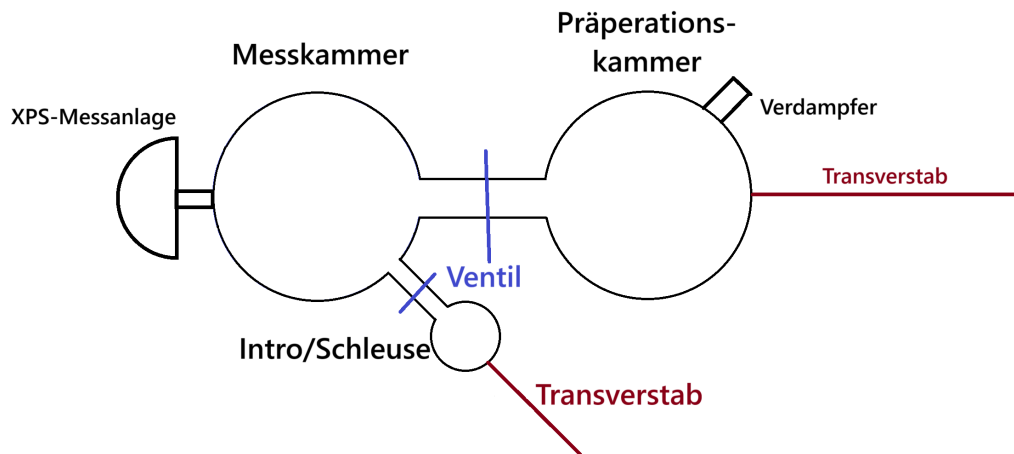 Präperations-
kammer
Messkammer
XPS-Messanlage
Verdampfer
Transverstab
Ventil
Intro/Schleuse
Transverstab